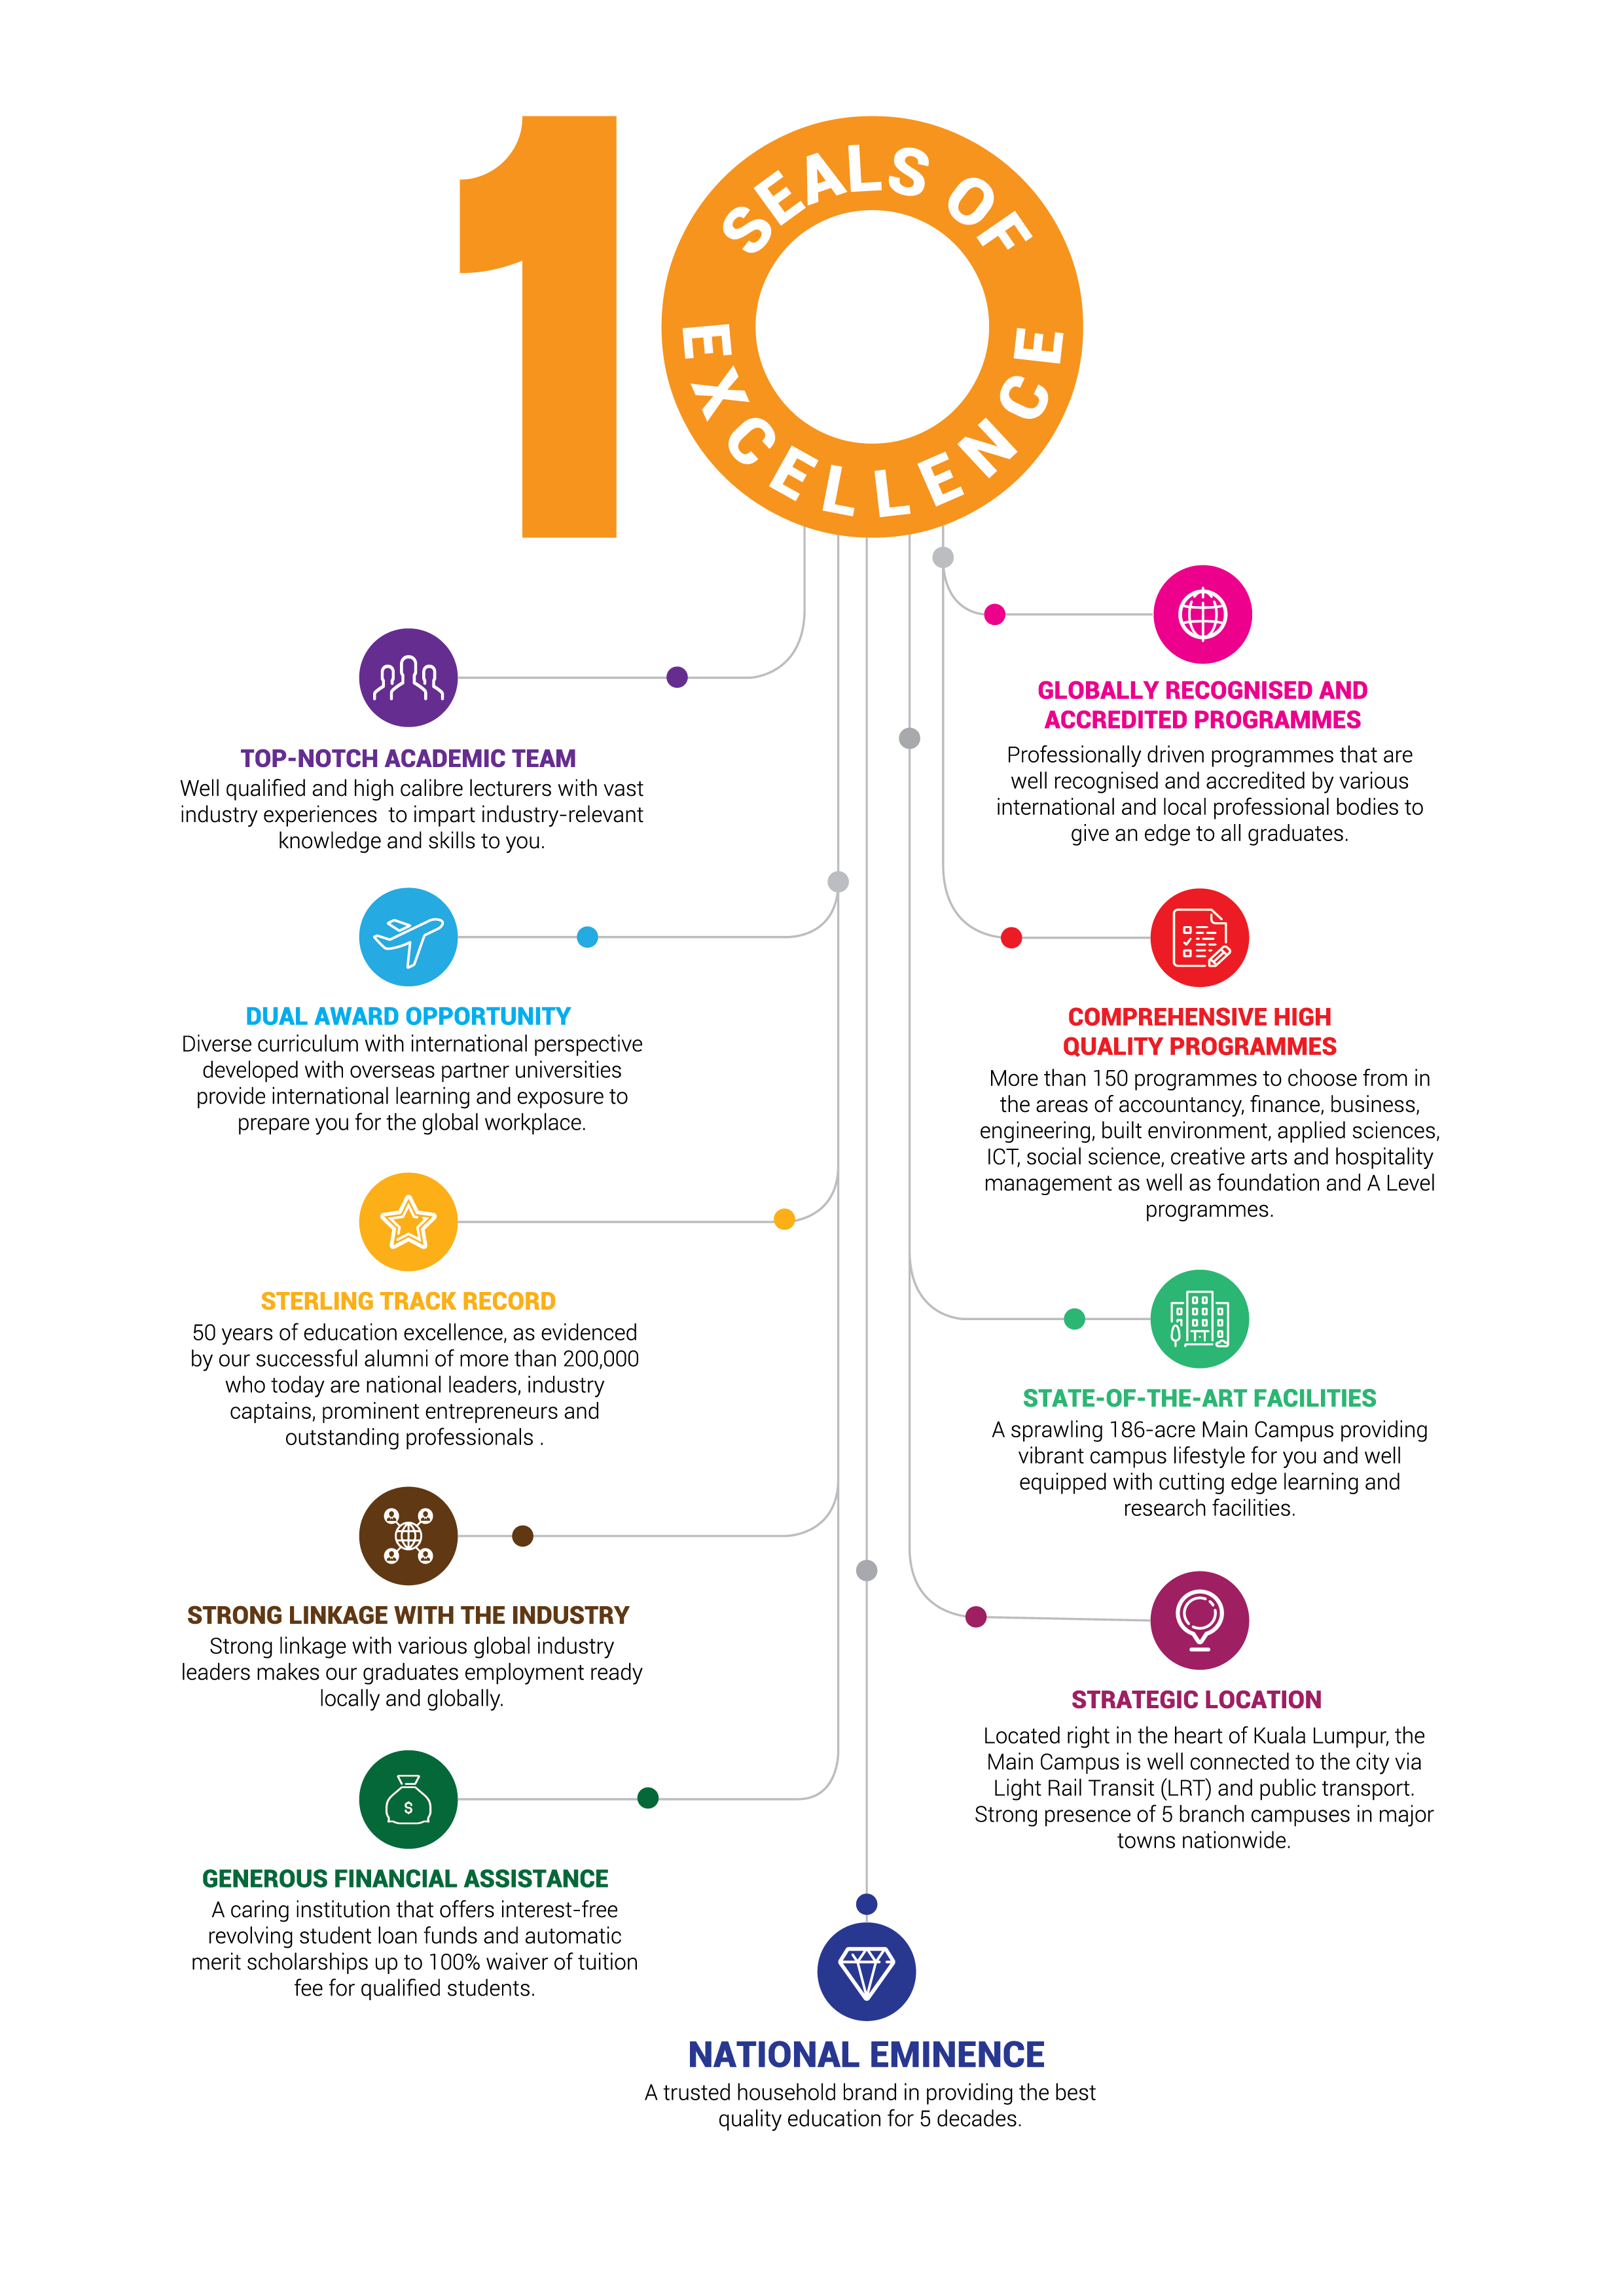 10
SEALS OF
EXCELLENCE
TOP-NOTCH ACADEMIC TEAM
Well qualified and high calibre lecturers with vast
industry experiences  to impart industry-relevant
knowledge and skills to you.
DUAL AWARD OPPORTUNITY
Diverse curriculum with international perspective
developed with overseas partner universities
provide international learning and exposure to
prepare you for the global workplace.
STERLING TRACK RECORD
50 years of education excellence, as evidenced
by our successful alumni of more than 200,000
who today are national leaders, industry
captains, prominent entrepreneurs and
outstanding professionals .
STRONG LINKAGE WITH THE INDUSTRY
Strong linkage with various global industry
leaders makes our graduates employment ready
locally and globally.
$
GENEROUS FINANCIAL ASSISTANCE
A caring institution that offers interest-free
revolving student loan funds and automatic
merit scholarships up to 100% waiver of tuition
fee for qualified students.
GLOBALLY RECOGNISED AND
ACCREDITED PROGRAMMES
Professionally driven programmes that are
well recognised and accredited by various
international and local professional bodies to
give an edge to all graduates.
COMPREHENSIVE HIGH
QUALITY PROGRAMMES
More than 150 programmes to choose from in
the areas of accountancy, finance, business,
engineering, built environment, applied sciences,
ICT, social science, creative arts and hospitality
management as well as foundation and A Level
programmes.
STATE-OF-THE-ART FACILITIES
A sprawling 186-acre Main Campus providing
vibrant campus lifestyle for you and well
equipped with cutting edge learning and
research facilities.
STRATEGIC LOCATION
Located right in the heart of Kuala Lumpur, the
Main Campus is well connected to the city via
Light Rail Transit (LRT) and public transport.
Strong presence of 5 branch campuses in major
towns nationwide.
NATIONAL EMINENCE
A trusted household brand in providing the best
quality education for 5 decades.